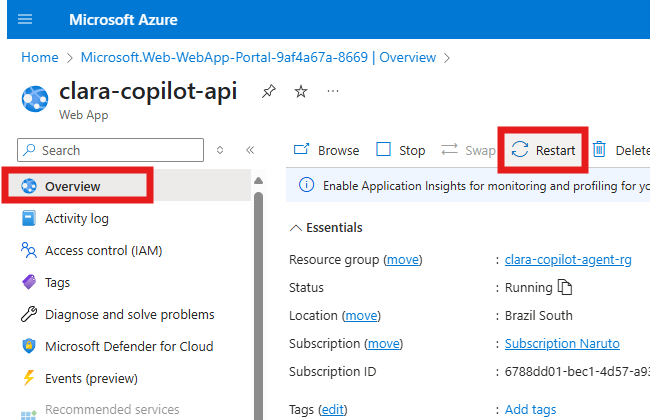 Microsoft Azure
Home > Microsoft.Web-WebApp-Portal-9af4a67a-8669 | Overview >
clara-copilot-api
Web App
Search
Browse Stop Swap Restart Delete
Overview
Enable Application Insights for monitoring and profiling for yo
Activity log
Essentials
Access control (IAM)
Resource group (move) : clara-copilot-agent-rg
Tags
Status : Running
Diagnose and solve problems
Location (move) : Brazil South
Microsoft Defender for Cloud
Subscription (move) : Subscription Naruto
Events (preview)
Subscription ID : 6788dd01-bec1-4d57-a93
Recommended services
Tags (edit) : Add tags